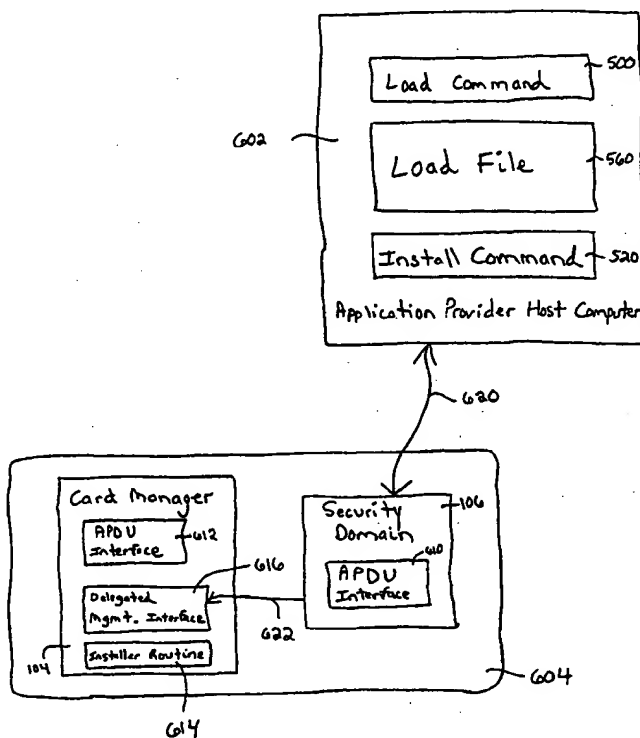 Load Command
500
602
Load File
560
Install Command
520
Application Provider Host Computer
620
Card Manager
APDU
Interface
612
Delegated
Mgmt. Interface
616
Installer Routine
104
614
Security
Domain
106
APDU
Interface
610
622
604